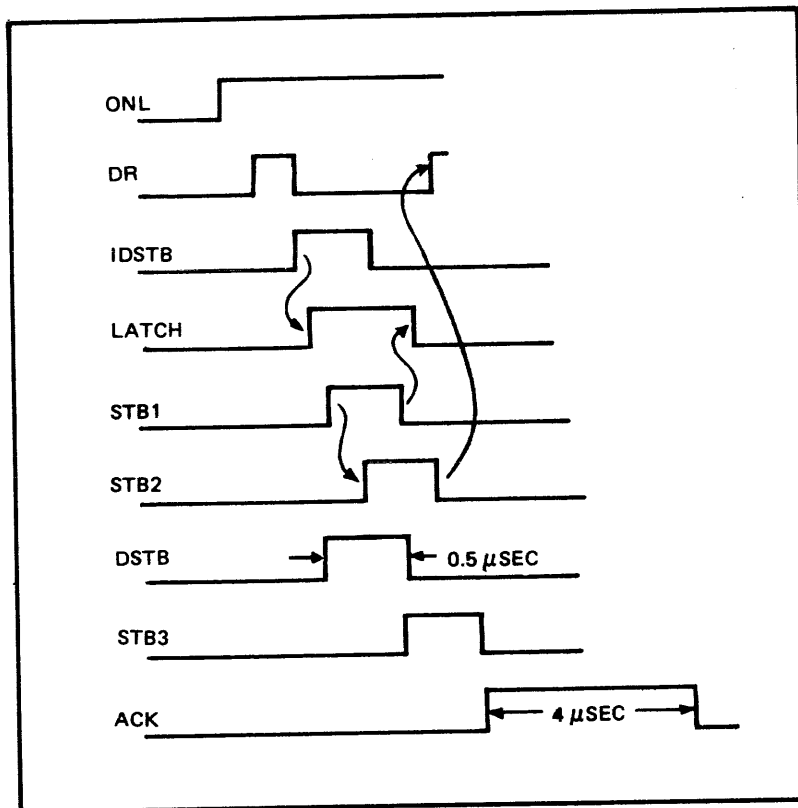 ONL
DR
IDSTB
LATCH
STB1
STB2
DSTB
0.5 μSEC
STB3
ACK
4 μSEC